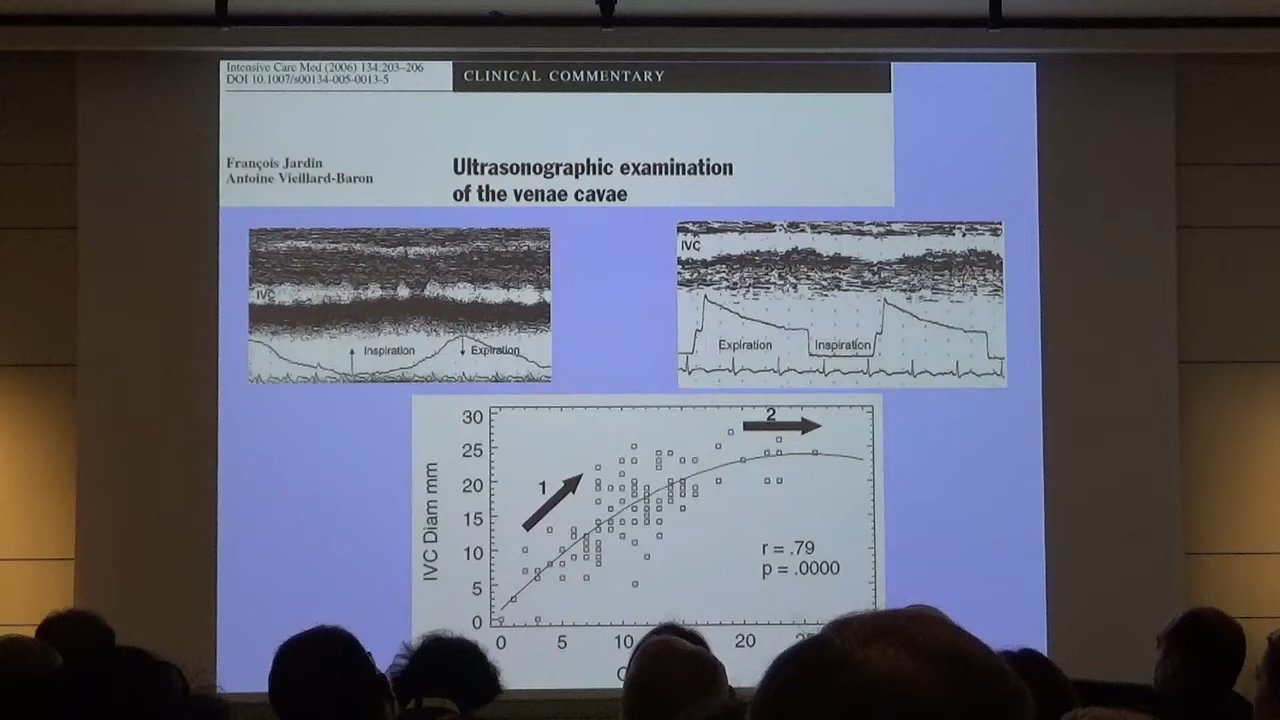 Intensive Care Med (2006) 134:203–206
DOI 10.1007/s00134-005-0013-5
CLINICAL COMMENTARY
François Jardin
Antoine Vieillard-Baron
Ultrasonographic examination
of the venae cavae
IVC
Inspiration
Expiration
IVC
Expiration
Inspiration
30
25
20
15
10
5
0
IVC Diam mm
1
2
r = .79
p = .0000
0
5
10
20